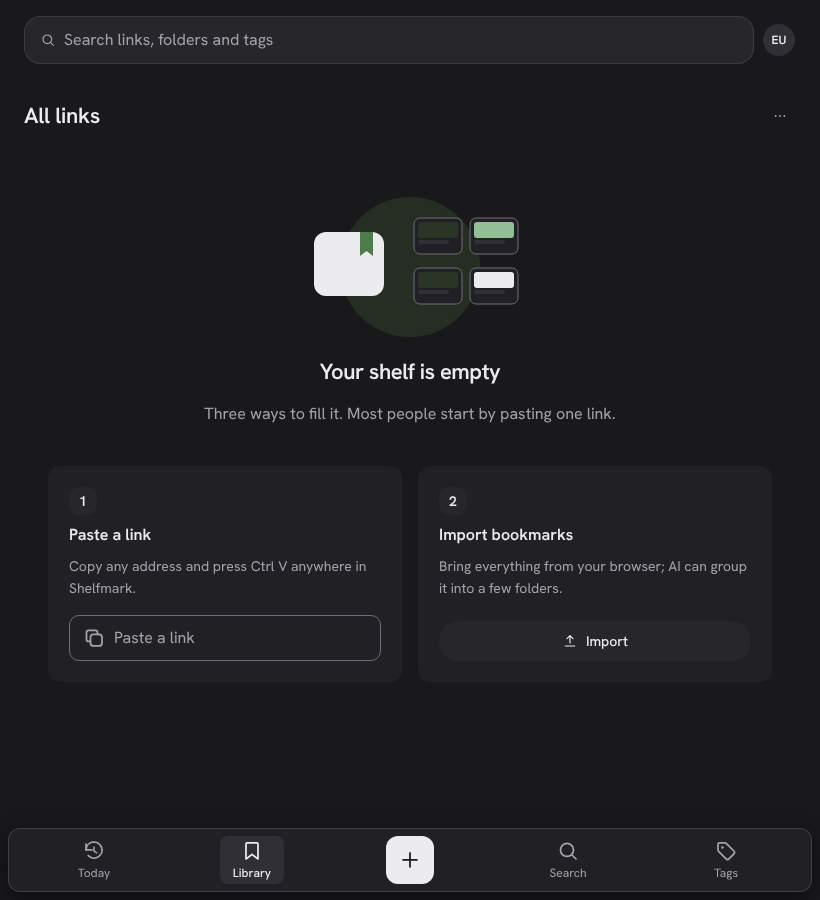 Search links, folders and tags
EU
All links
Your shelf is empty
Three ways to fill it. Most people start by pasting one link.
1
Paste a link
Copy any address and press Ctrl V anywhere in
Shelfmark.
Paste a link
2
Import bookmarks
Bring everything from your browser; AI can group
it into a few folders.
Import
Today
Library
Search
Tags